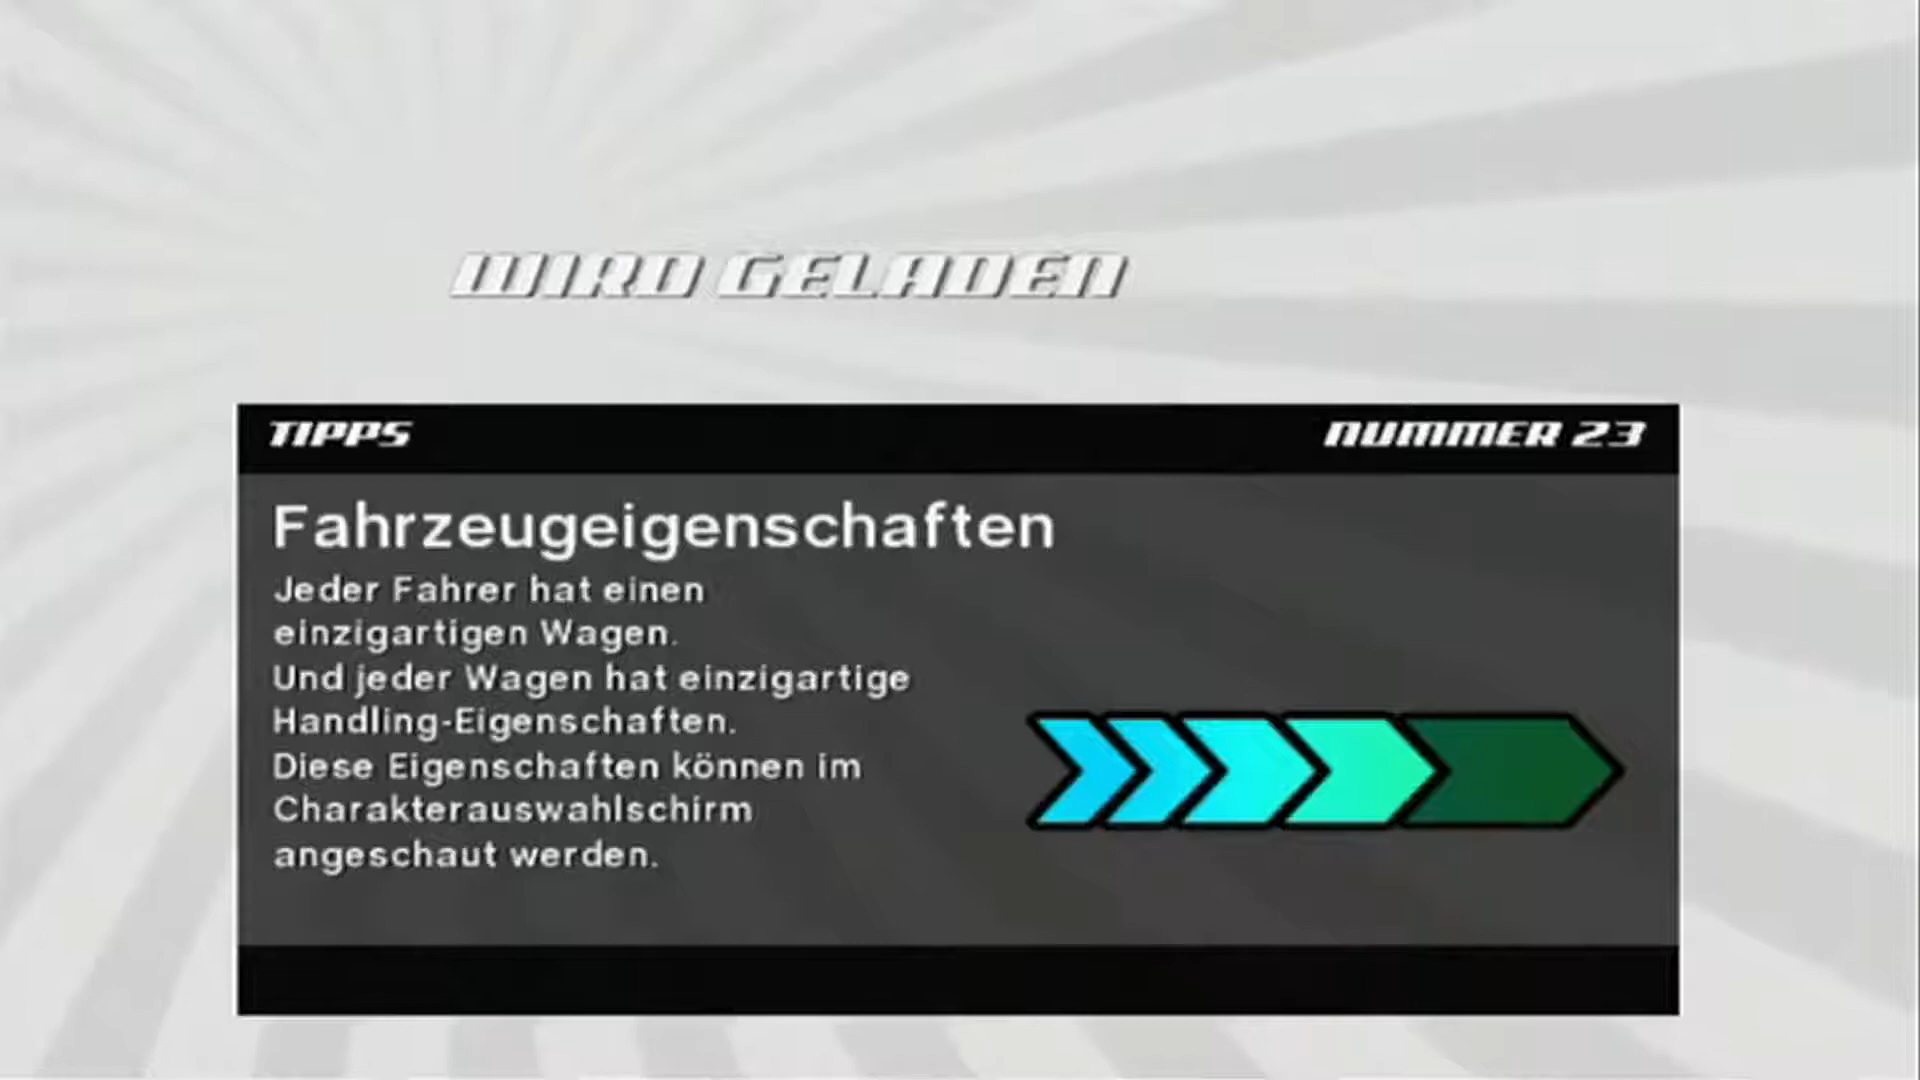 WIRD GELADEN
TIPPS
NUMMER 23
Fahrzeugeigenschaften
Jeder Fahrer hat einen
einzigartigen Wagen.
Und jeder Wagen hat einzigartige
Handling-Eigenschaften.
Diese Eigenschaften können im
Charakterauswahlschirm
angeschaut werden.